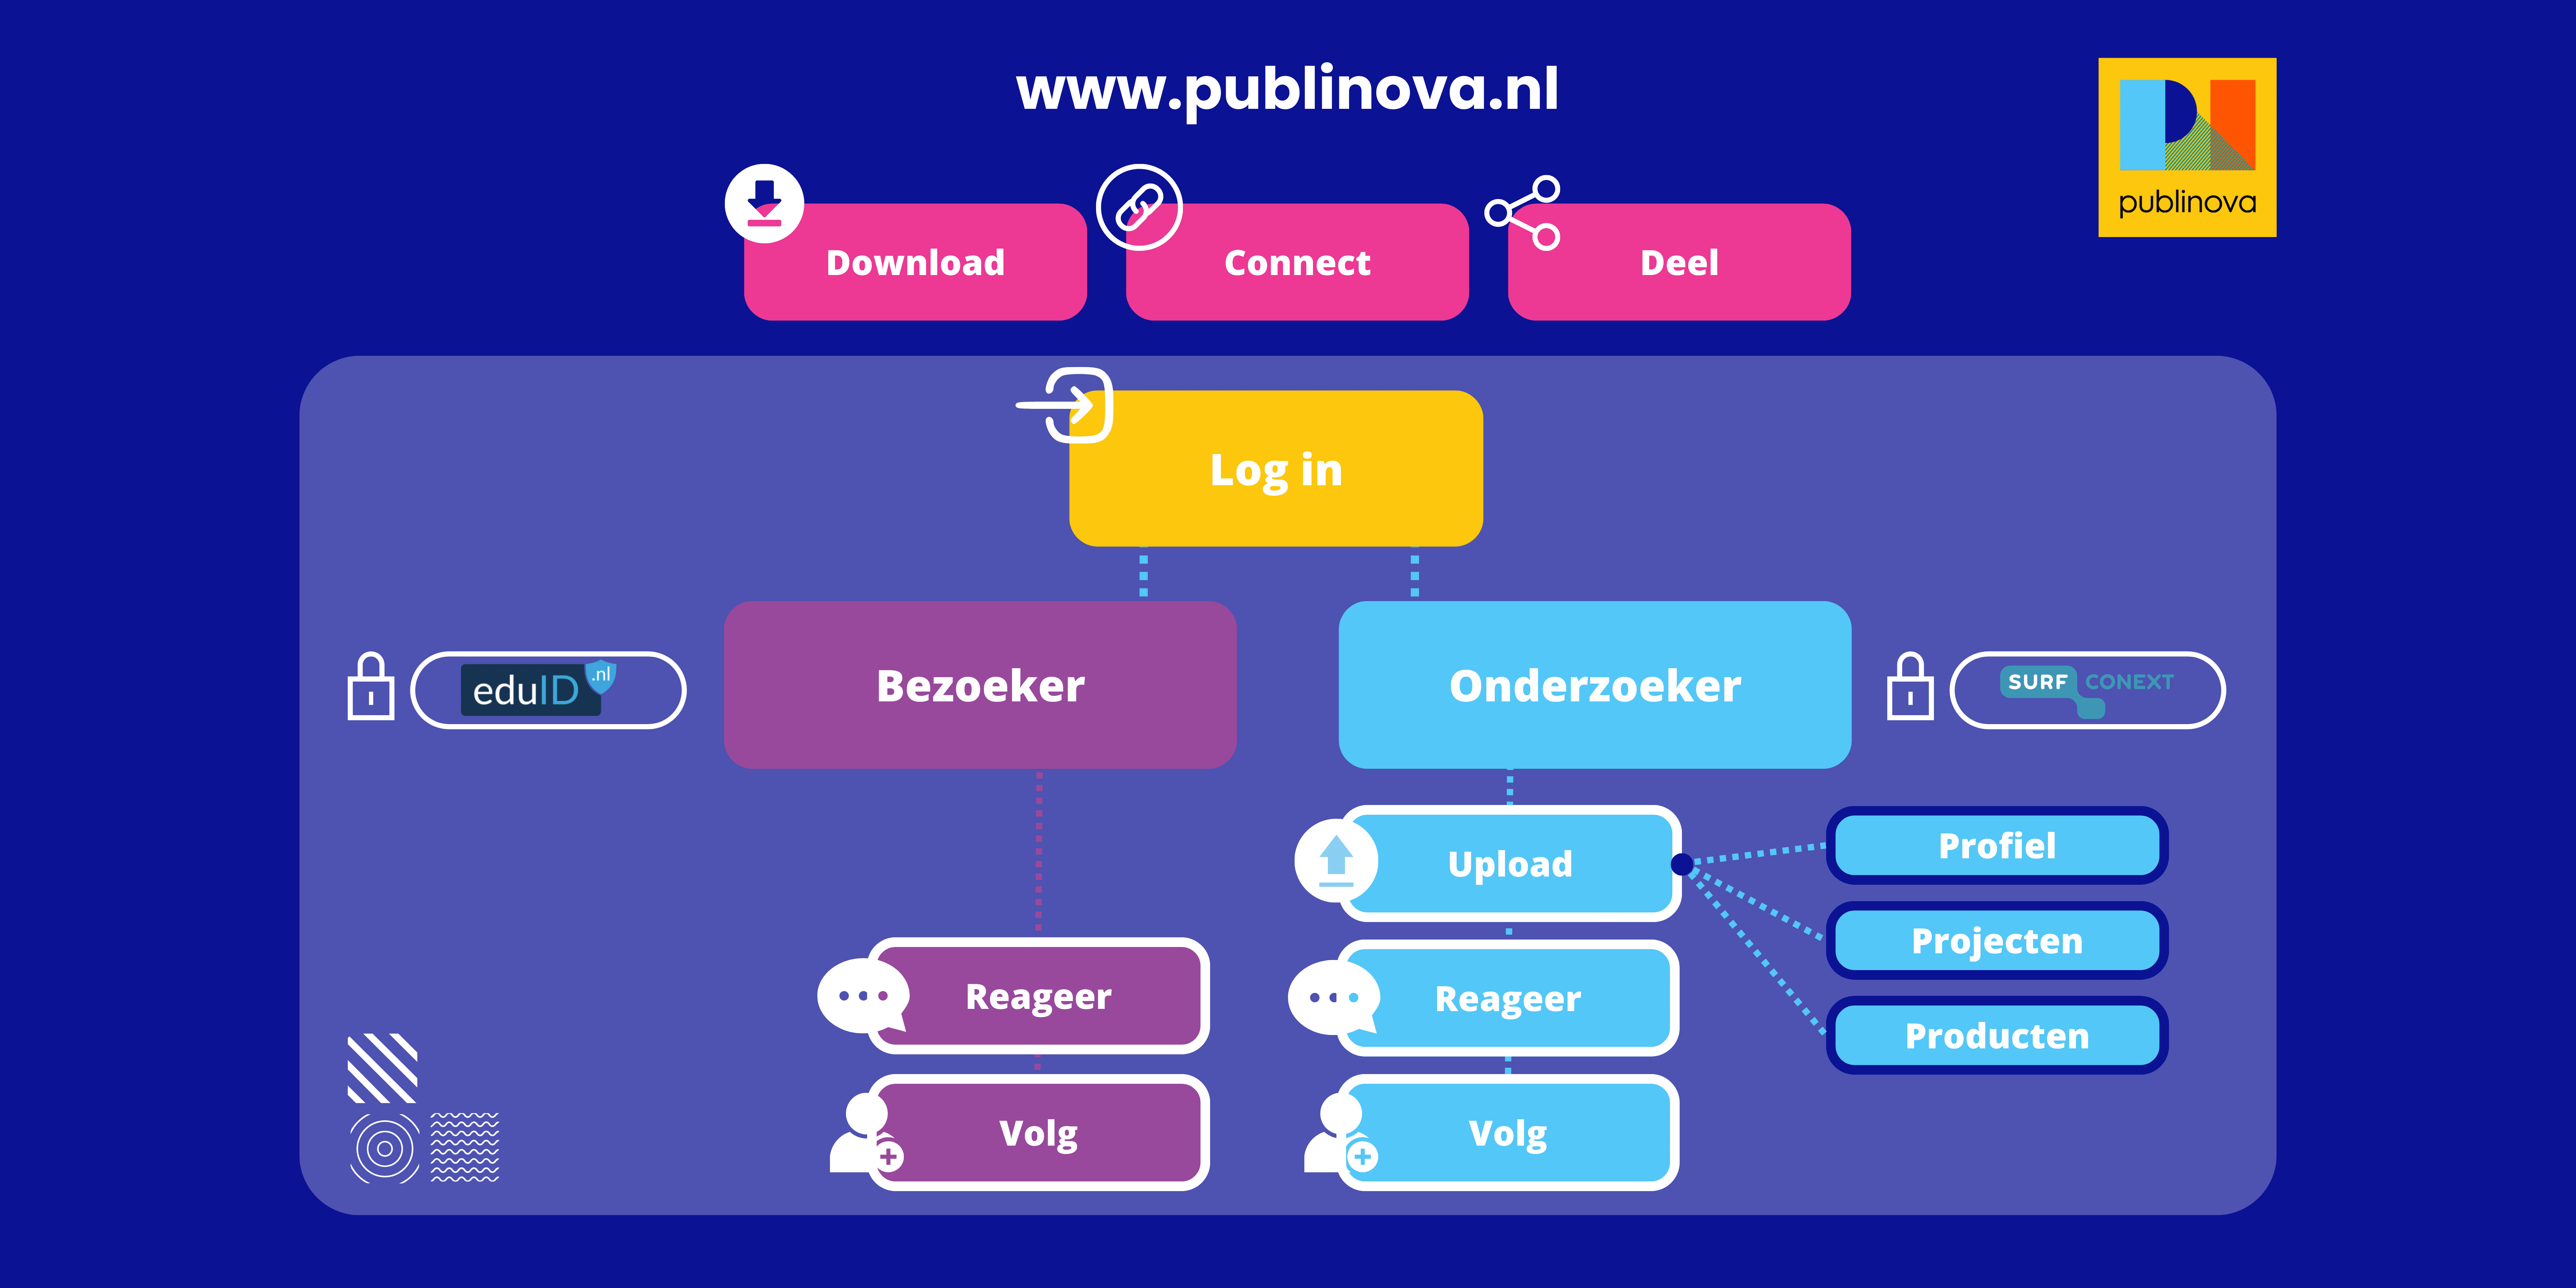 www.publinova.nl
publinova
Download
Connect
Deel
Log in
eduID
.nl
Bezoeker
Onderzoeker
SURF CONEXT
Upload
Profiel
Projecten
Producten
Reageer
Reageer
Volg
Volg